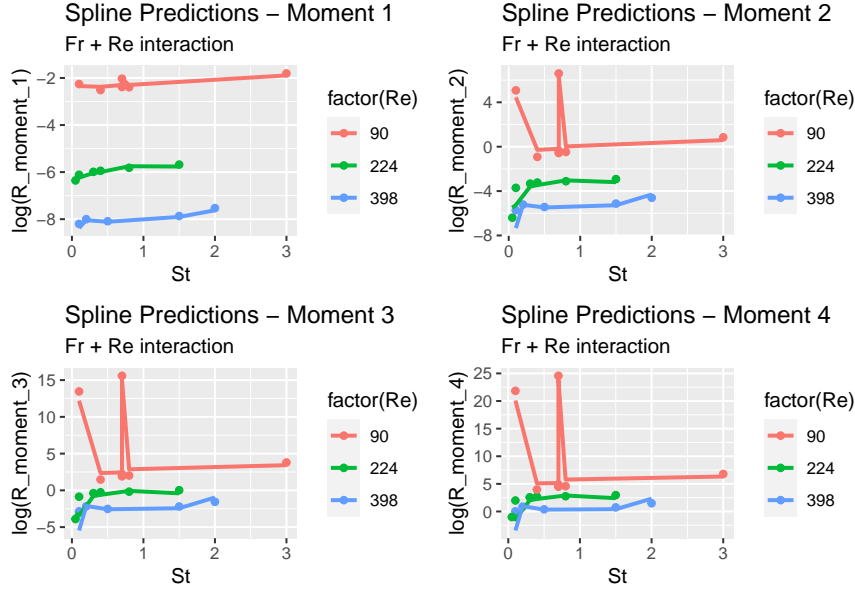 Spline Predictions − Moment 1
Fr + Re interaction
log(R_moment_1)
−2
−4
−6
−8
0
1
2
3
St
factor(Re)
90
224
398
Spline Predictions − Moment 2
Fr + Re interaction
log(R_moment_2)
4
0
−4
−8
0
1
2
3
St
factor(Re)
90
224
398
Spline Predictions − Moment 3
Fr + Re interaction
log(R_moment_3)
15
10
5
0
−5
0
1
2
3
St
factor(Re)
90
224
398
Spline Predictions − Moment 4
Fr + Re interaction
log(R_moment_4)
25
20
15
10
5
0
0
1
2
3
St
factor(Re)
90
224
398